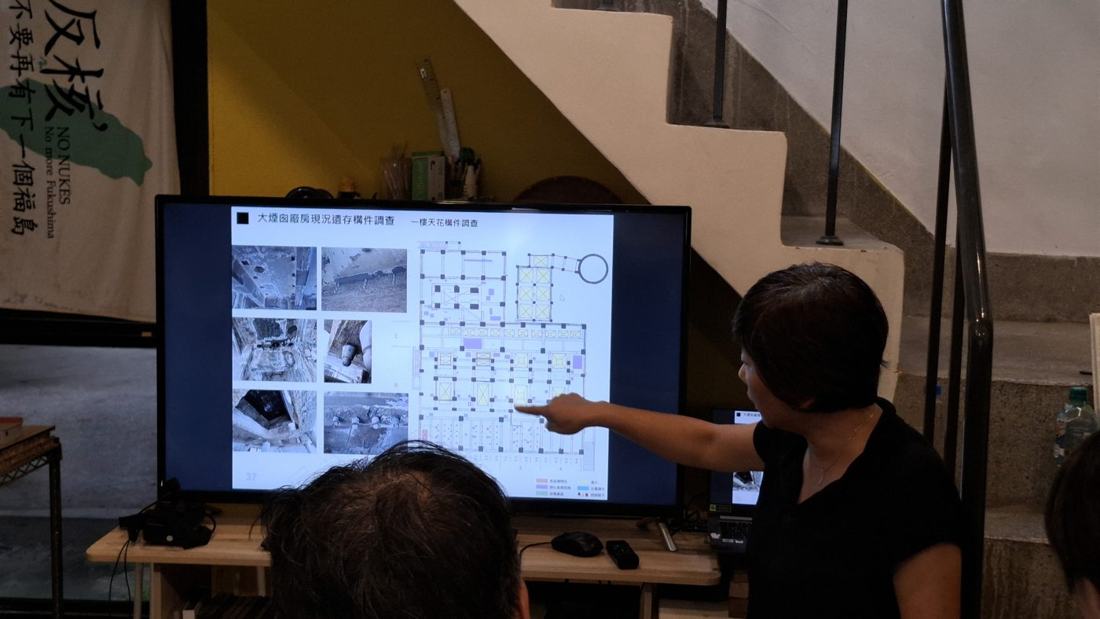 反核，
不要再有下一個福島
NO NUKES
No more Fukushima
大煙囪廠房現況遺存構件調查 一樓天花構件調查
37